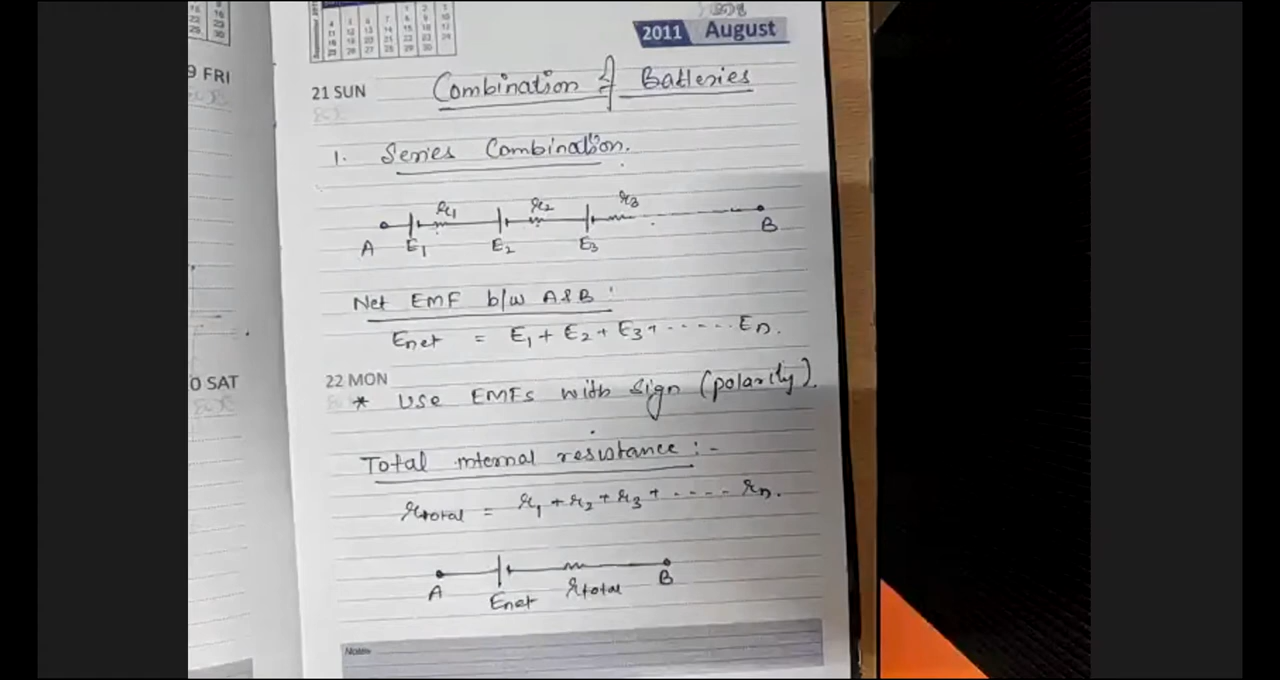 2011 August
21 SUN
Combination of Batteries
1. Series Combination.
r1 r2 r3
A E1 E2 E3 B
Net EMF b/w A & B :
Enet = E1 + E2 + E3 + ...... En.
22 MON
* Use EMFs with sign (polarity).
Total internal resistance : -
rtotal = r1 + r2 + r3 + ..... rn.
A Enet rtotal B
Notes
9 FRI
0 SAT